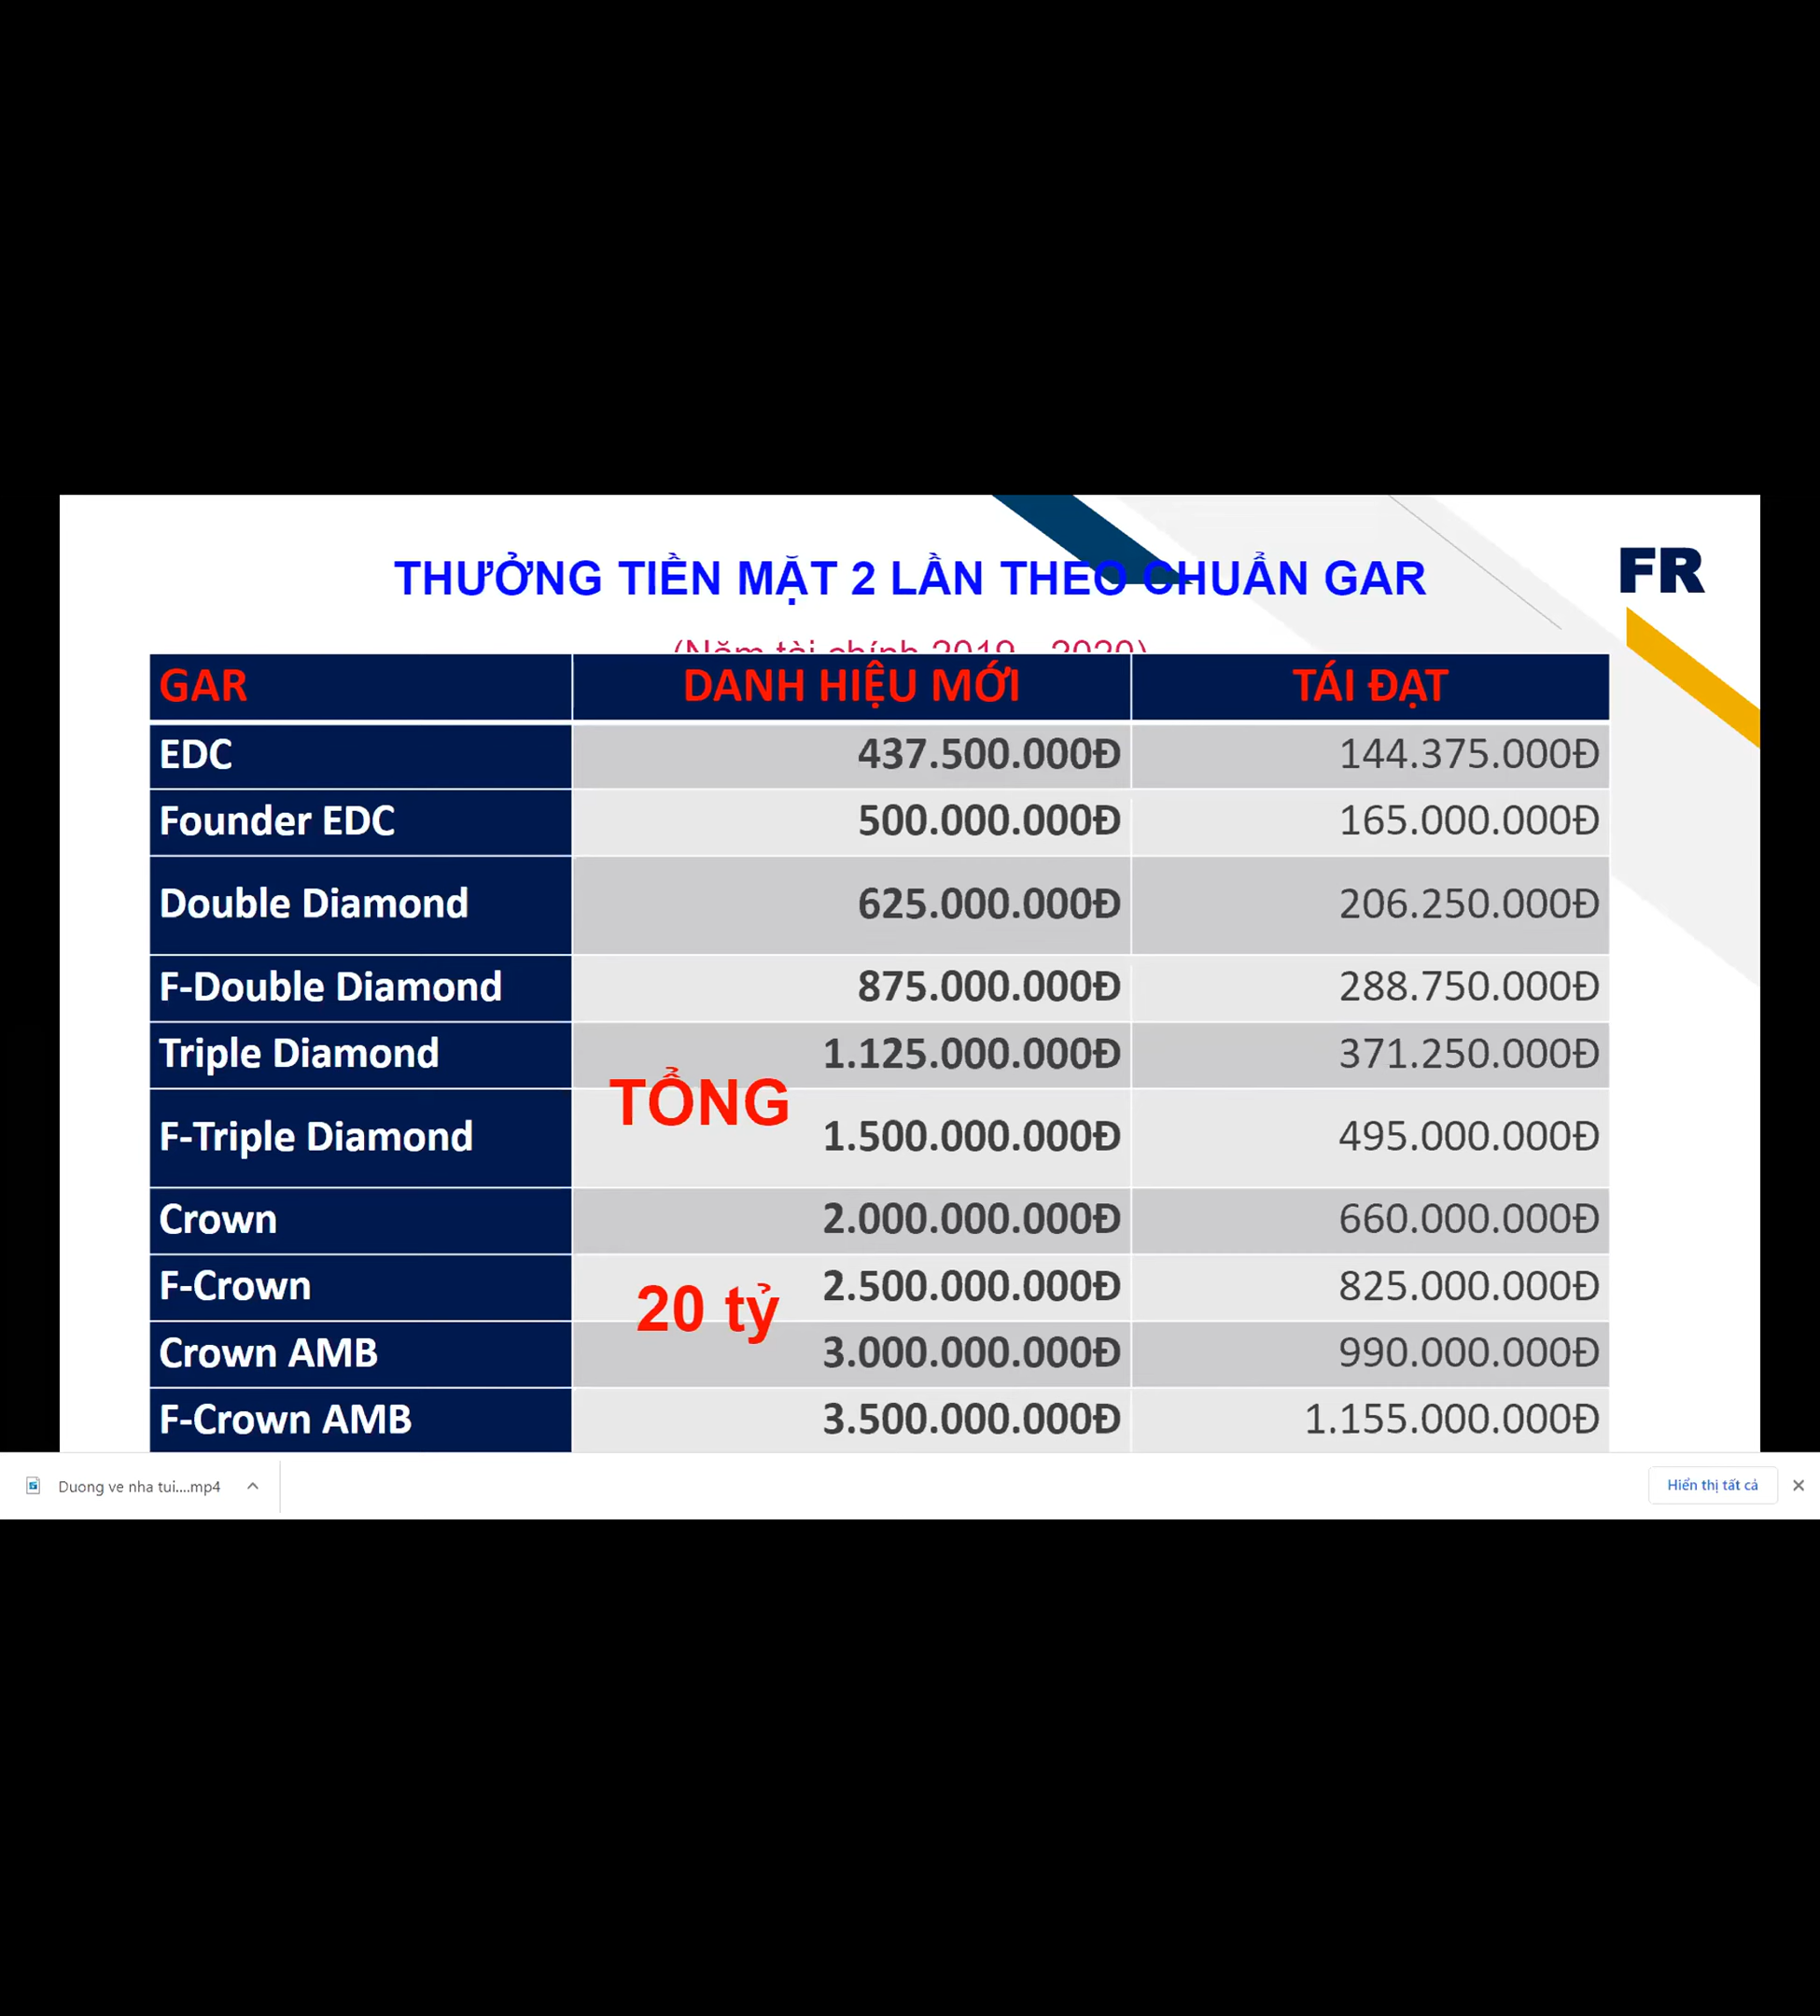 THƯỞNG TIỀN MẶT 2 LẦN THEO CHUẨN GAR
FR
(Năm tài chính 2019 - 2020)
GAR DANH HIỆU MỚI TÁI ĐẠT
EDC 437.500.000Đ 144.375.000Đ
Founder EDC 500.000.000Đ 165.000.000Đ
Double Diamond 625.000.000Đ 206.250.000Đ
F-Double Diamond 875.000.000Đ 288.750.000Đ
Triple Diamond 1.125.000.000Đ 371.250.000Đ
TỔNG
F-Triple Diamond 1.500.000.000Đ 495.000.000Đ
Crown 2.000.000.000Đ 660.000.000Đ
F-Crown 2.500.000.000Đ 825.000.000Đ
20 tỷ
Crown AMB 3.000.000.000Đ 990.000.000Đ
F-Crown AMB 3.500.000.000Đ 1.155.000.000Đ
Duong ve nha tui....mp4 Hiển thị tất cả